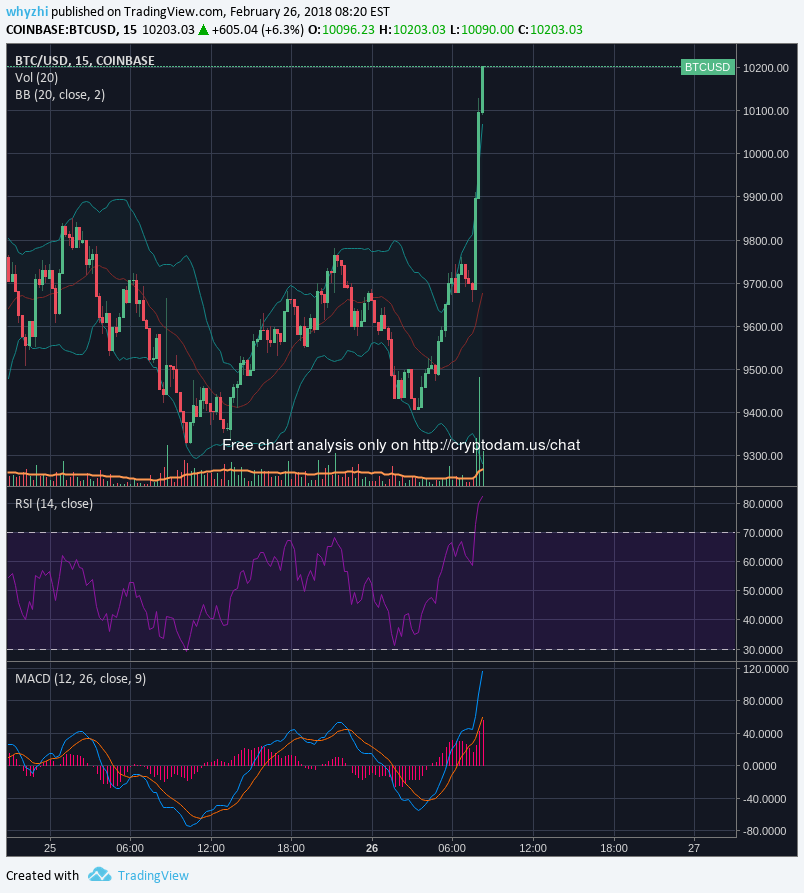 whyzhi published on TradingView.com, February 26, 2018 08:20 EST
COINBASE:BTCUSD, 15 10203.03 ▲ +605.04 (+6.3%) O:10096.23 H:10203.03 L:10090.00 C:10203.03
BTC/USD, 15, COINBASE
Vol (20)
BB (20, close, 2)
BTCUSD
10200.00
10100.00
10000.00
9900.00
9800.00
9700.00
9600.00
9500.00
9400.00
9300.00
Free chart analysis only on http://cryptodam.us/chat
RSI (14, close)
80.0000
70.0000
60.0000
50.0000
40.0000
30.0000
MACD (12, 26, close, 9)
120.0000
80.0000
40.0000
0.0000
-40.0000
-80.0000
25 06:00 12:00 18:00 26 06:00 12:00 18:00 27
Created with TradingView